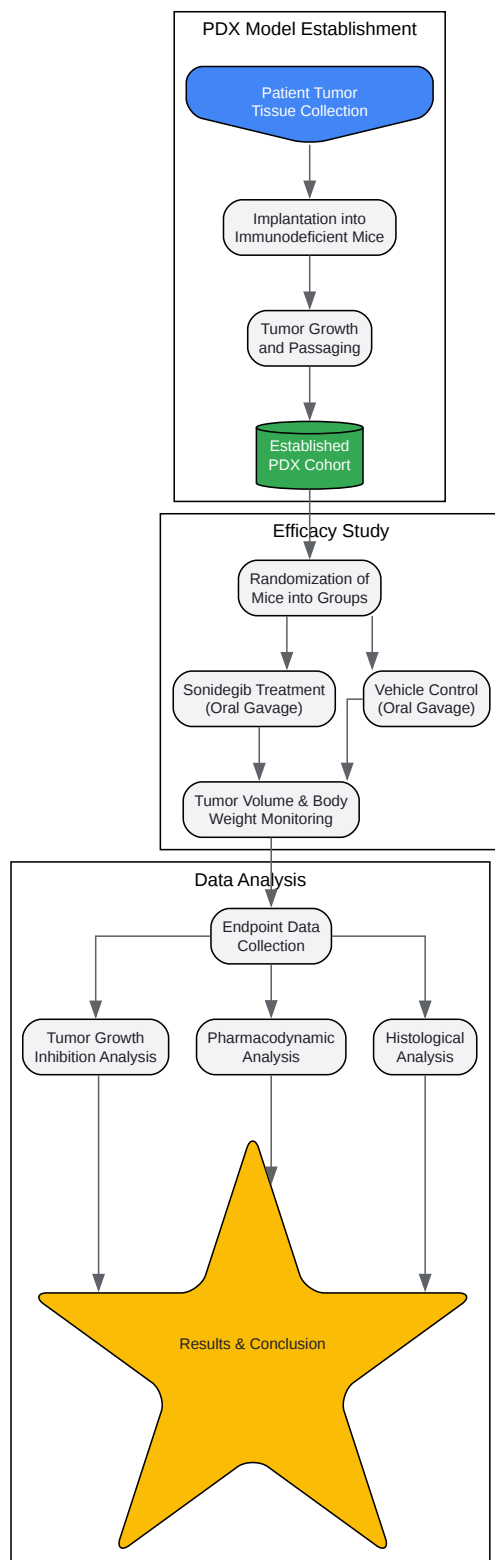 PDX Model Establishment
Patient Tumor
Tissue Collection
Implantation into
Immunodeficient Mice
Tumor Growth
and Passaging
Established
PDX Cohort
Efficacy Study
Randomization of
Mice into Groups
Sonidegib Treatment
(Oral Gavage)
Vehicle Control
(Oral Gavage)
Tumor Volume & Body
Weight Monitoring
Data Analysis
Endpoint Data
Collection
Tumor Growth
Inhibition Analysis
Pharmacodynamic
Analysis
Histological
Analysis
Results & Conclusion